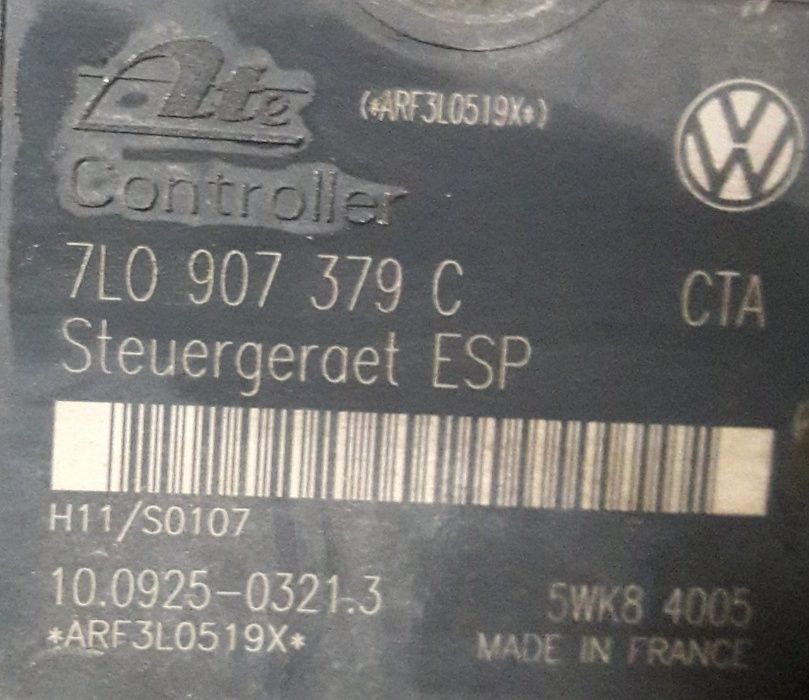 Ate
(*ARF3L0519X*)
Controller
7L0 907 379 C
CTA
Steuergeraet ESP
H11/S0107
10.0925-0321.3
5WK8 4005
*ARF3L0519X*
MADE IN FRANCE